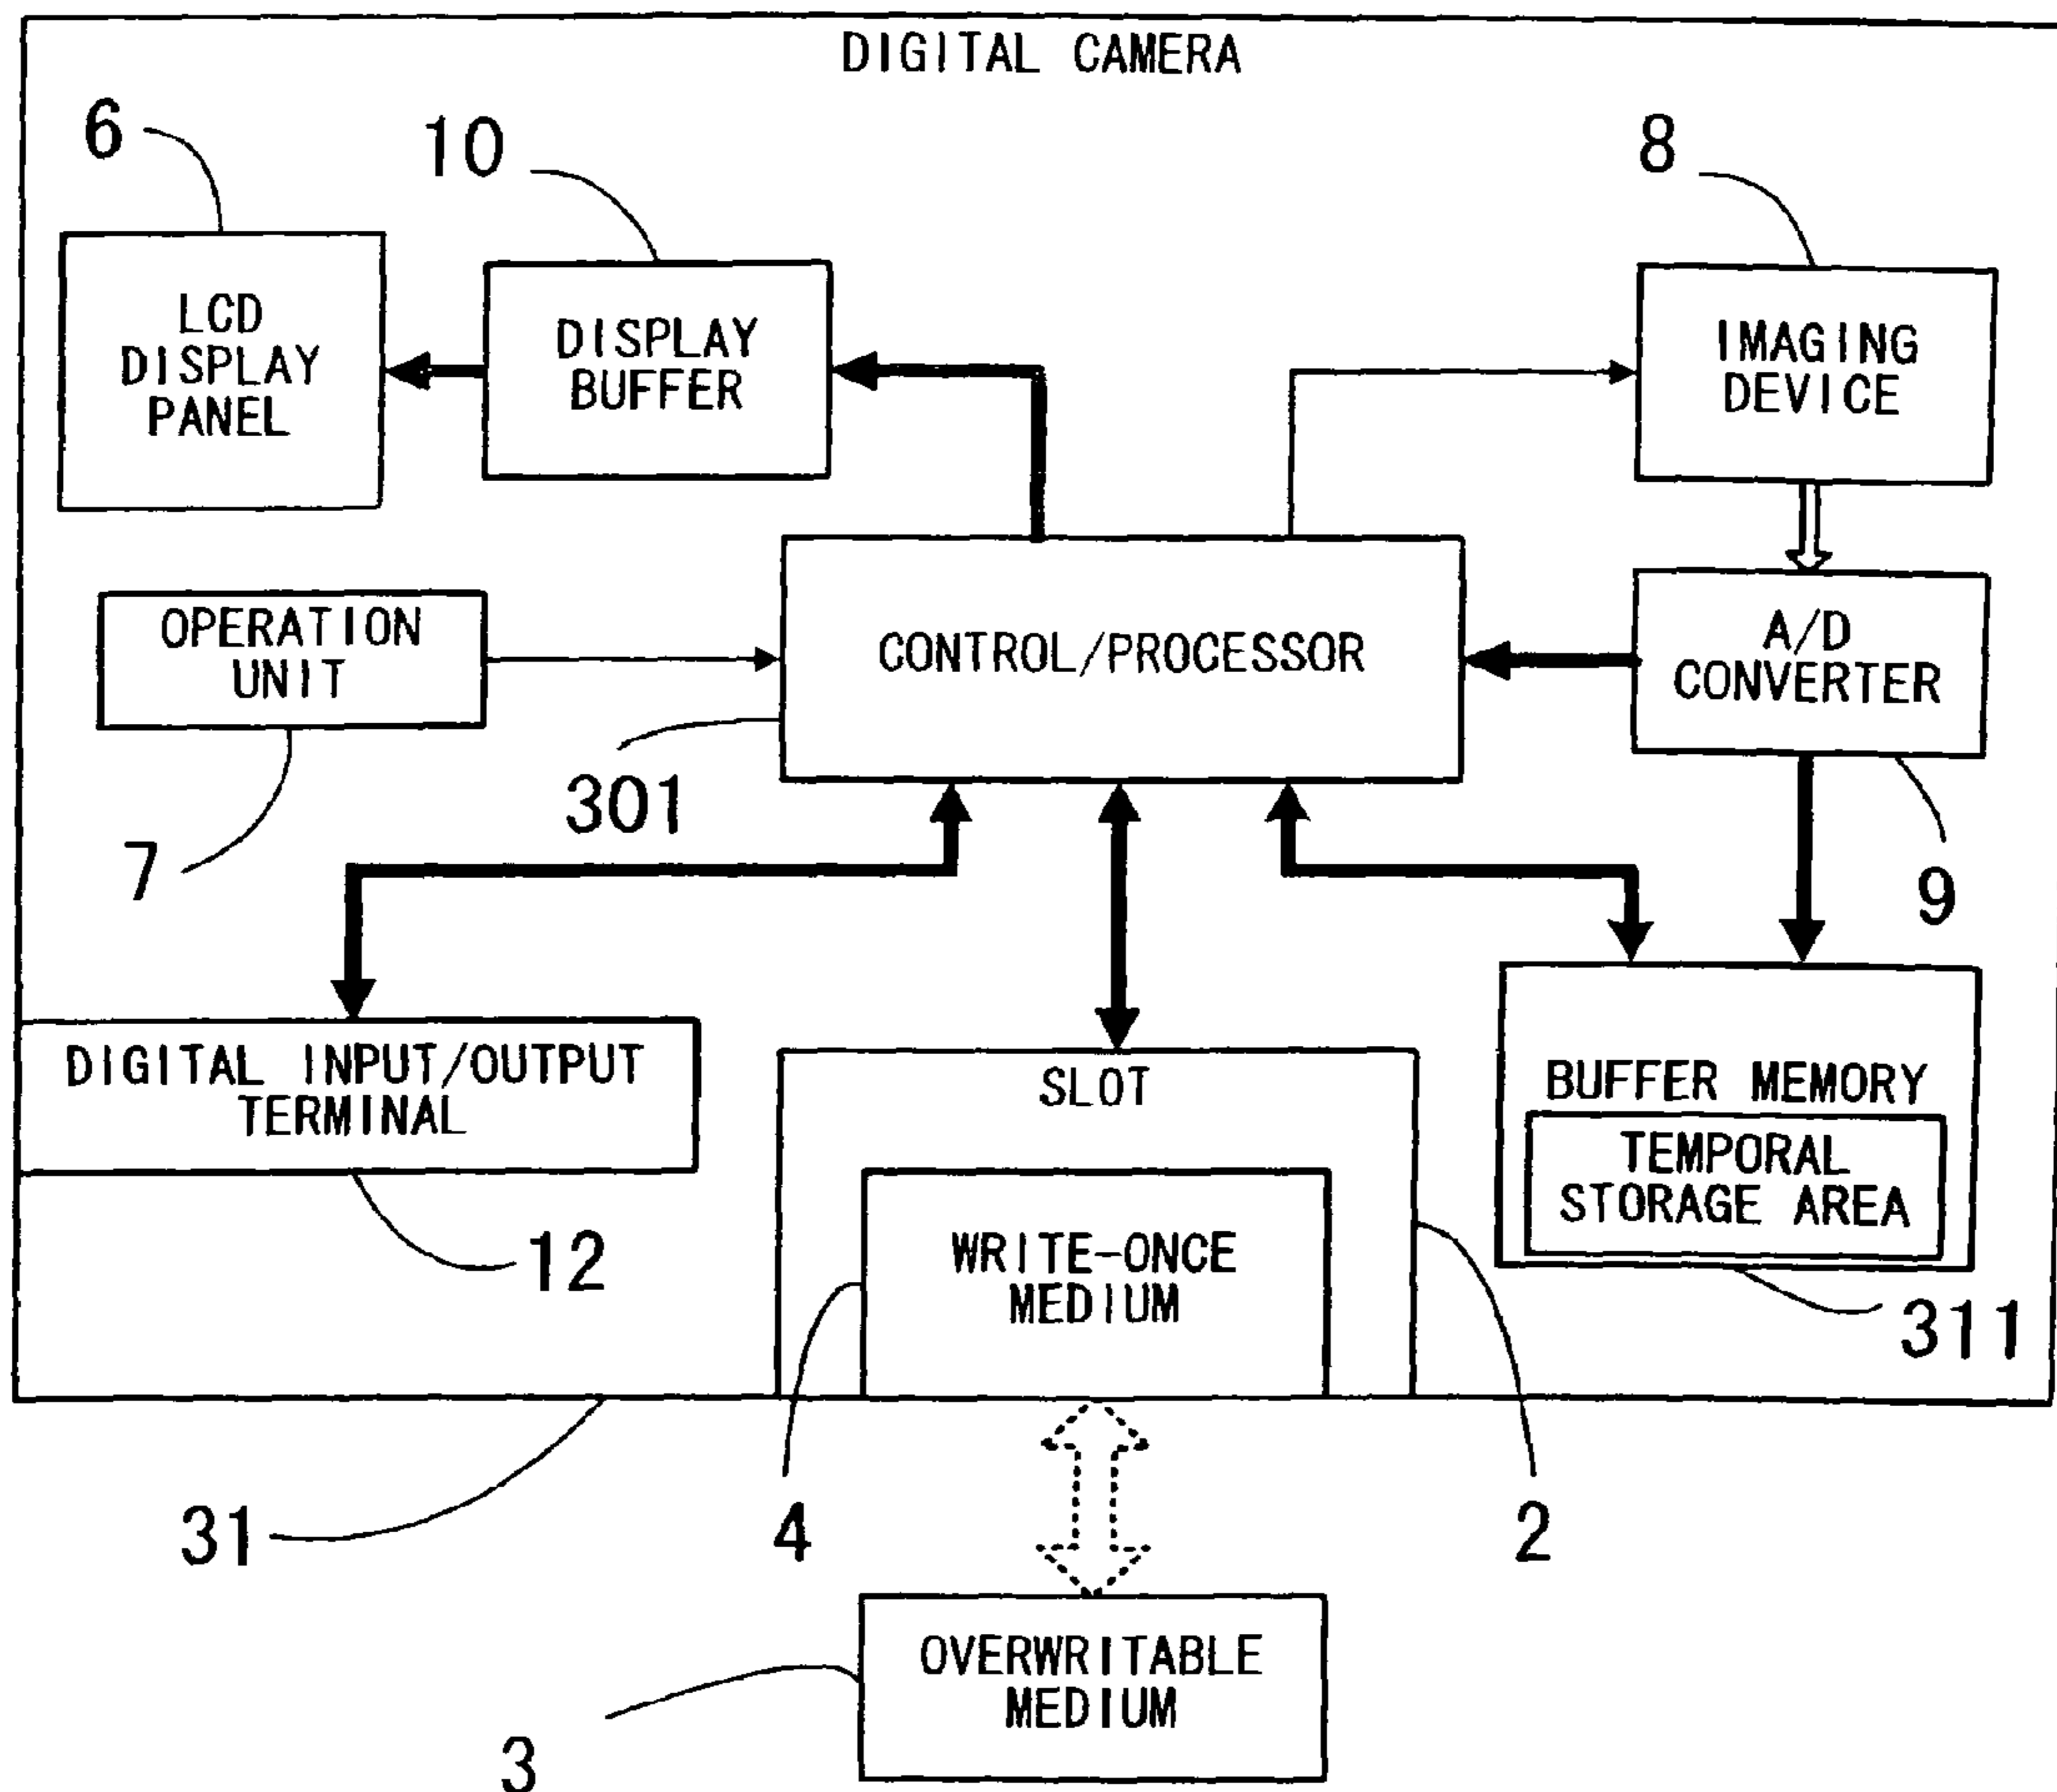 DIGITAL CAMERA
6
10
8
LCD
DISPLAY
PANEL
DISPLAY
BUFFER
IMAGING
DEVICE
OPERATION
UNIT
CONTROL/PROCESSOR
A/D
CONVERTER
301
7
9
DIGITAL INPUT/OUTPUT
TERMINAL
SLOT
BUFFER MEMORY
TEMPORAL
STORAGE AREA
WRITE-ONCE
MEDIUM
12
311
31
4
2
OVERWRITABLE
MEDIUM
3